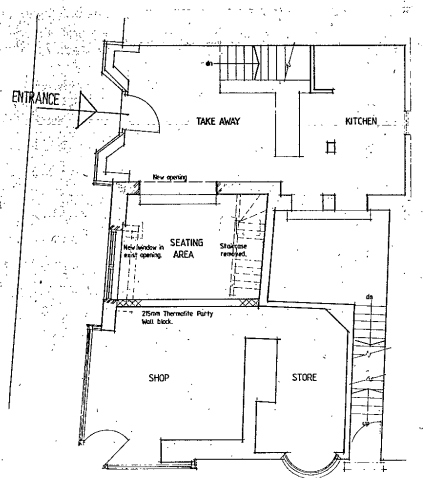 dn
ENTRANCE
TAKE AWAY
KITCHEN
New opening
New window in
exist opening.
SEATING
AREA
Staircase
removed.
dn
215mm Thermalite Party
Wall block.
SHOP
STORE